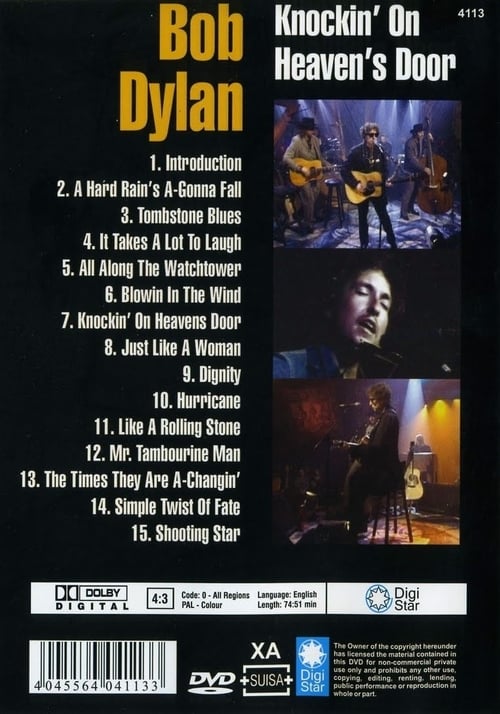 Bob
Dylan
Knockin' On
Heaven's Door
4113
1. Introduction
2. A Hard Rain's A-Gonna Fall
3. Tombstone Blues
4. It Takes A Lot To Laugh
5. All Along The Watchtower
6. Blowin In The Wind
7. Knockin' On Heavens Door
8. Just Like A Woman
9. Dignity
10. Hurricane
11. Like A Rolling Stone
12. Mr. Tambourine Man
13. The Times They Are A-Changin'
14. Simple Twist Of Fate
15. Shooting Star
DOLBY
DIGITAL
4:3
Code: 0 - All Regions
PAL - Colour
Language: English
Length: 74:51 min
Digi
Star
4 045564 041133
DVD
XA
SUISA
Digi
Star
The Owner of the copyright hereunder
has licensed the material contained in
this DVD for non-commercial private
use only and prohibits any other use,
copying, editing, renting, lending,
public performance or reproduction in
whole or part.